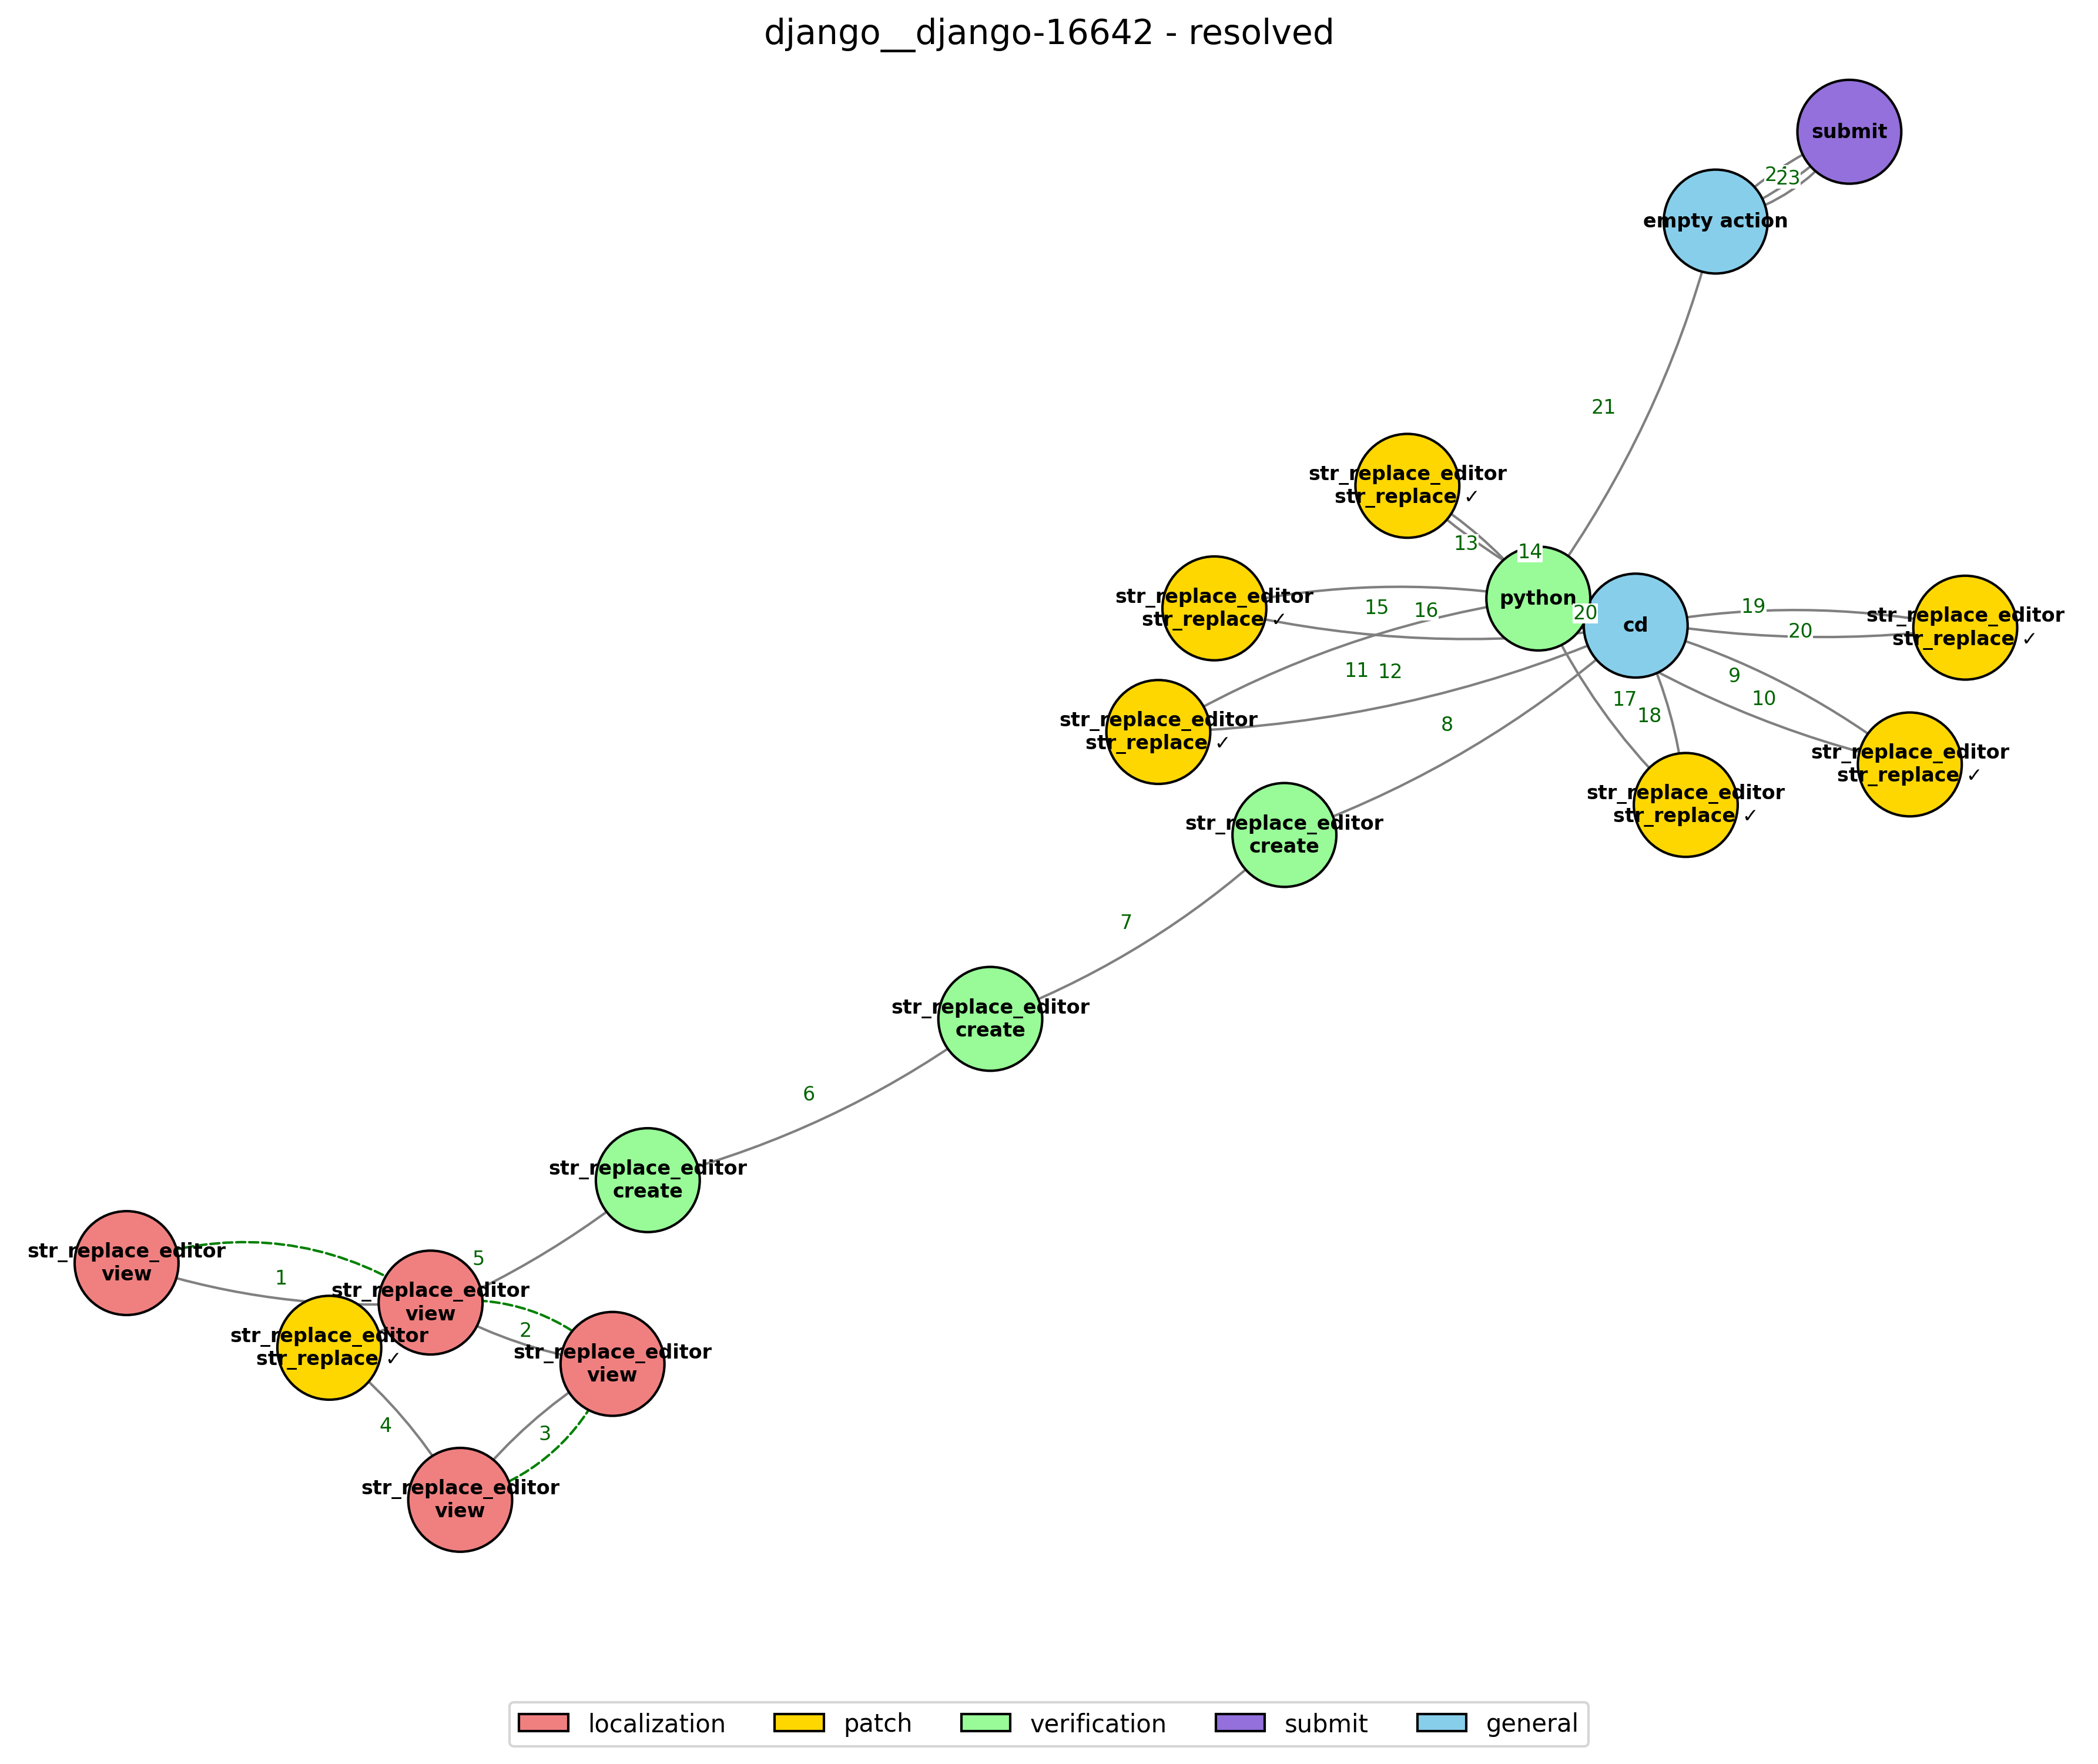 django__django-16642 - resolved
submit
23
empty action
21
str_replace_editor
str_replace ✓
13
14
str_replace_editor
str_replace ✓
15
16
python
20
cd
19
20
str_replace_editor
str_replace ✓
11
12
9
10
17
18
str_replace_editor
str_replace ✓
8
str_replace_editor
str_replace ✓
str_replace_editor
str_replace ✓
str_replace_editor
create
7
str_replace_editor
create
6
str_replace_editor
create
5
str_replace_editor
view
1
str_replace_editor
view
2
str_replace_editor
str_replace ✓
str_replace_editor
view
4
3
str_replace_editor
view
localization
patch
verification
submit
general